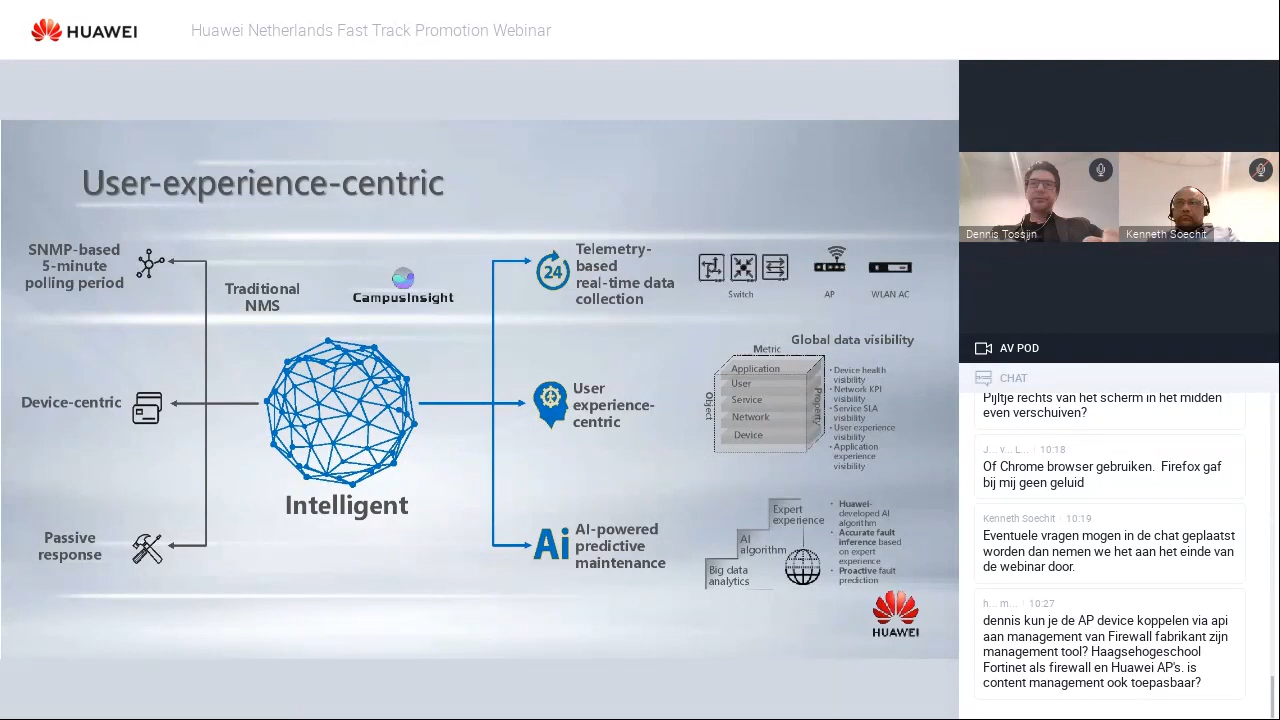 HUAWEI
Huawei Netherlands Fast Track Promotion Webinar
User-experience-centric
SNMP-based
5-minute
polling period
Traditional
NMS
CampusInsight
Device-centric
Passive
response
Intelligent
24
Telemetry-
based
real-time data
collection
User
experience-
centric
Ai
AI-powered
predictive
maintenance
Switch
AP
WLAN AC
Global data visibility
Metric
Object
Property
Application
User
Service
Network
Device
• Device health
visibility
• Network KPI
visibility
• Service SLA
visibility
• User experience
visibility
• Application
experience
visibility
Expert
experience
AI
algorithm
Big data
analytics
• Huawei-
developed AI
algorithm
• Accurate fault
inference based
on expert
experience
• Proactive fault
prediction
HUAWEI
Dennis Tossijn
Kenneth Soechit
AV POD
CHAT
Pijltje rechts van het scherm in het midden
even verschuiven?
J... v... L... 10:18
Of Chrome browser gebruiken. Firefox gaf
bij mij geen geluid
Kenneth Soechit 10:19
Eventuele vragen mogen in de chat geplaatst
worden dan nemen we het aan het einde van
de webinar door.
h... m... 10:27
dennis kun je de AP device koppelen via api
aan management van Firewall fabrikant zijn
management tool? Haagsehogeschool
Fortinet als firewall en Huawei AP's. is
content management ook toepasbaar?